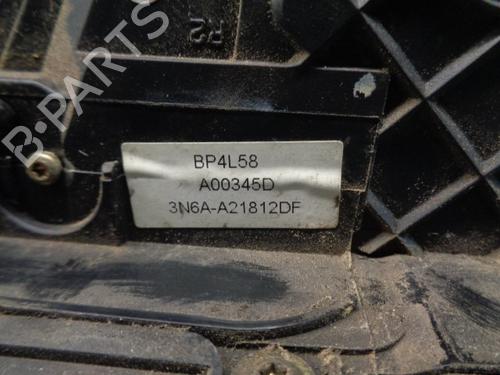 R2
BP4L58
A00345D
3N6A-A21812DF
B-PARTS